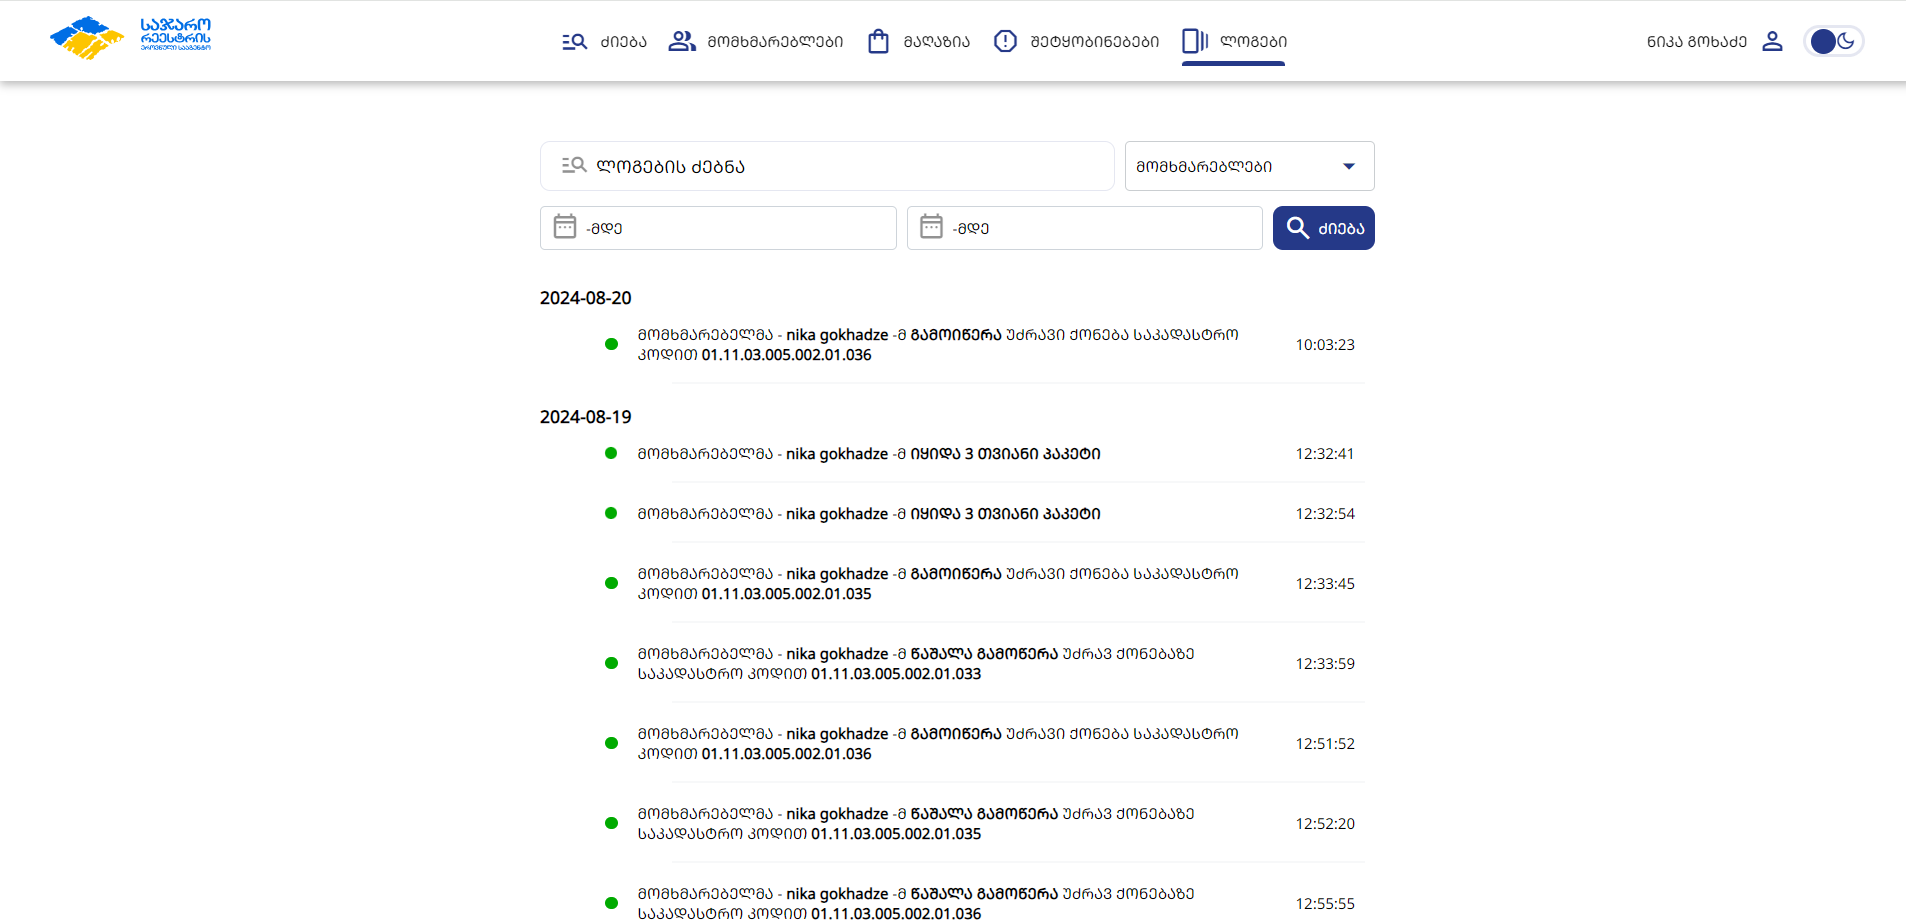 საჯარო
რეესტრის
ეროვნული სააგენტო
ძიება
მომხმარებლები
მაღაზია
შეტყობინებები
ლოგები
ნიკა გოხაძე
ლოგების ძებნა
მომხმარებლები
-მდე
-მდე
ძიება
2024-08-20
მომხმარებელმა - nika gokhadze -მ გამოიწერა უძრავი ქონება საკადასტრო
კოდით 01.11.03.005.002.01.036
10:03:23
2024-08-19
მომხმარებელმა - nika gokhadze -მ იყიდა 3 თვიანი პაკეტი
12:32:41
მომხმარებელმა - nika gokhadze -მ იყიდა 3 თვიანი პაკეტი
12:32:54
მომხმარებელმა - nika gokhadze -მ გამოიწერა უძრავი ქონება საკადასტრო
კოდით 01.11.03.005.002.01.035
12:33:45
მომხმარებელმა - nika gokhadze -მ წაშალა გამოწერა უძრავ ქონებაზე
საკადასტრო კოდით 01.11.03.005.002.01.033
12:33:59
მომხმარებელმა - nika gokhadze -მ გამოიწერა უძრავი ქონება საკადასტრო
კოდით 01.11.03.005.002.01.036
12:51:52
მომხმარებელმა - nika gokhadze -მ წაშალა გამოწერა უძრავ ქონებაზე
საკადასტრო კოდით 01.11.03.005.002.01.035
12:52:20
მომხმარებელმა - nika gokhadze -მ წაშალა გამოწერა უძრავ ქონებაზე
საკადასტრო კოდით 01.11.03.005.002.01.036
12:55:55